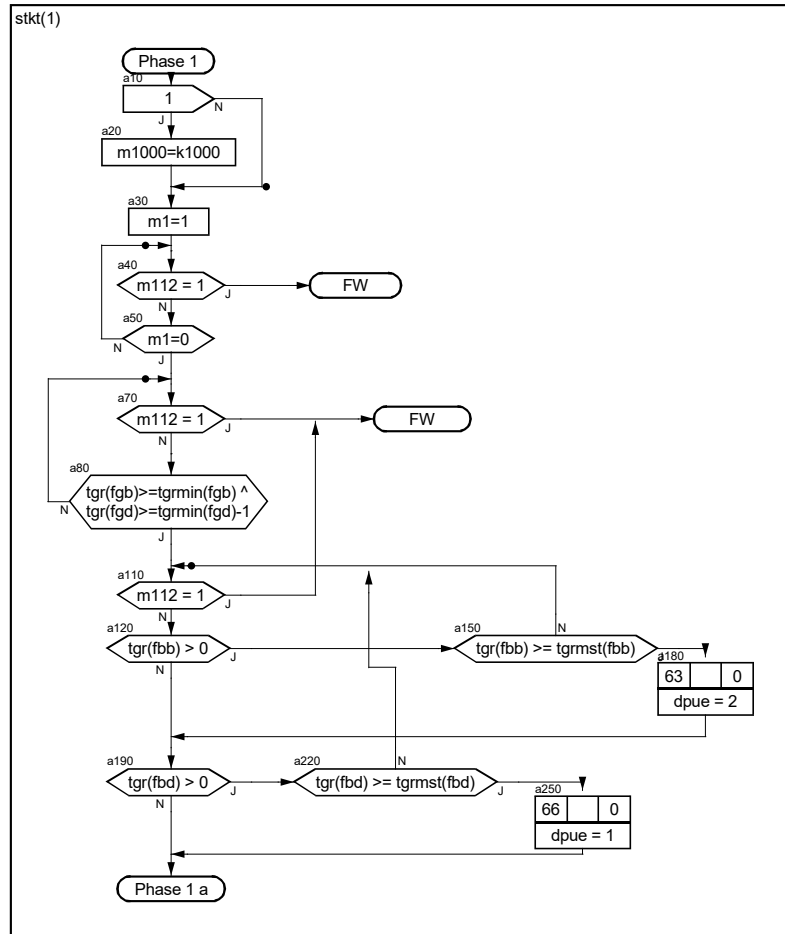 stkt(1)
Phase 1
a10
1
N
J
a20
m1000=k1000
a30
m1=1
a40
m112 = 1
J
FW
N
a50
m1=0
N
J
a70
m112 = 1
J
FW
N
a80
tgr(fgb)>=tgrmin(fgb) ^
tgr(fgd)>=tgrmin(fgd)-1
N
J
a110
m112 = 1
J
N
a120
tgr(fbb) > 0
J
N
a150
N
tgr(fbb) >= tgrmst(fbb)
J
a180
63 0
dpue = 2
a190
tgr(fbd) > 0
J
N
a220
N
tgr(fbd) >= tgrmst(fbd)
J
a250
66 0
dpue = 1
Phase 1 a